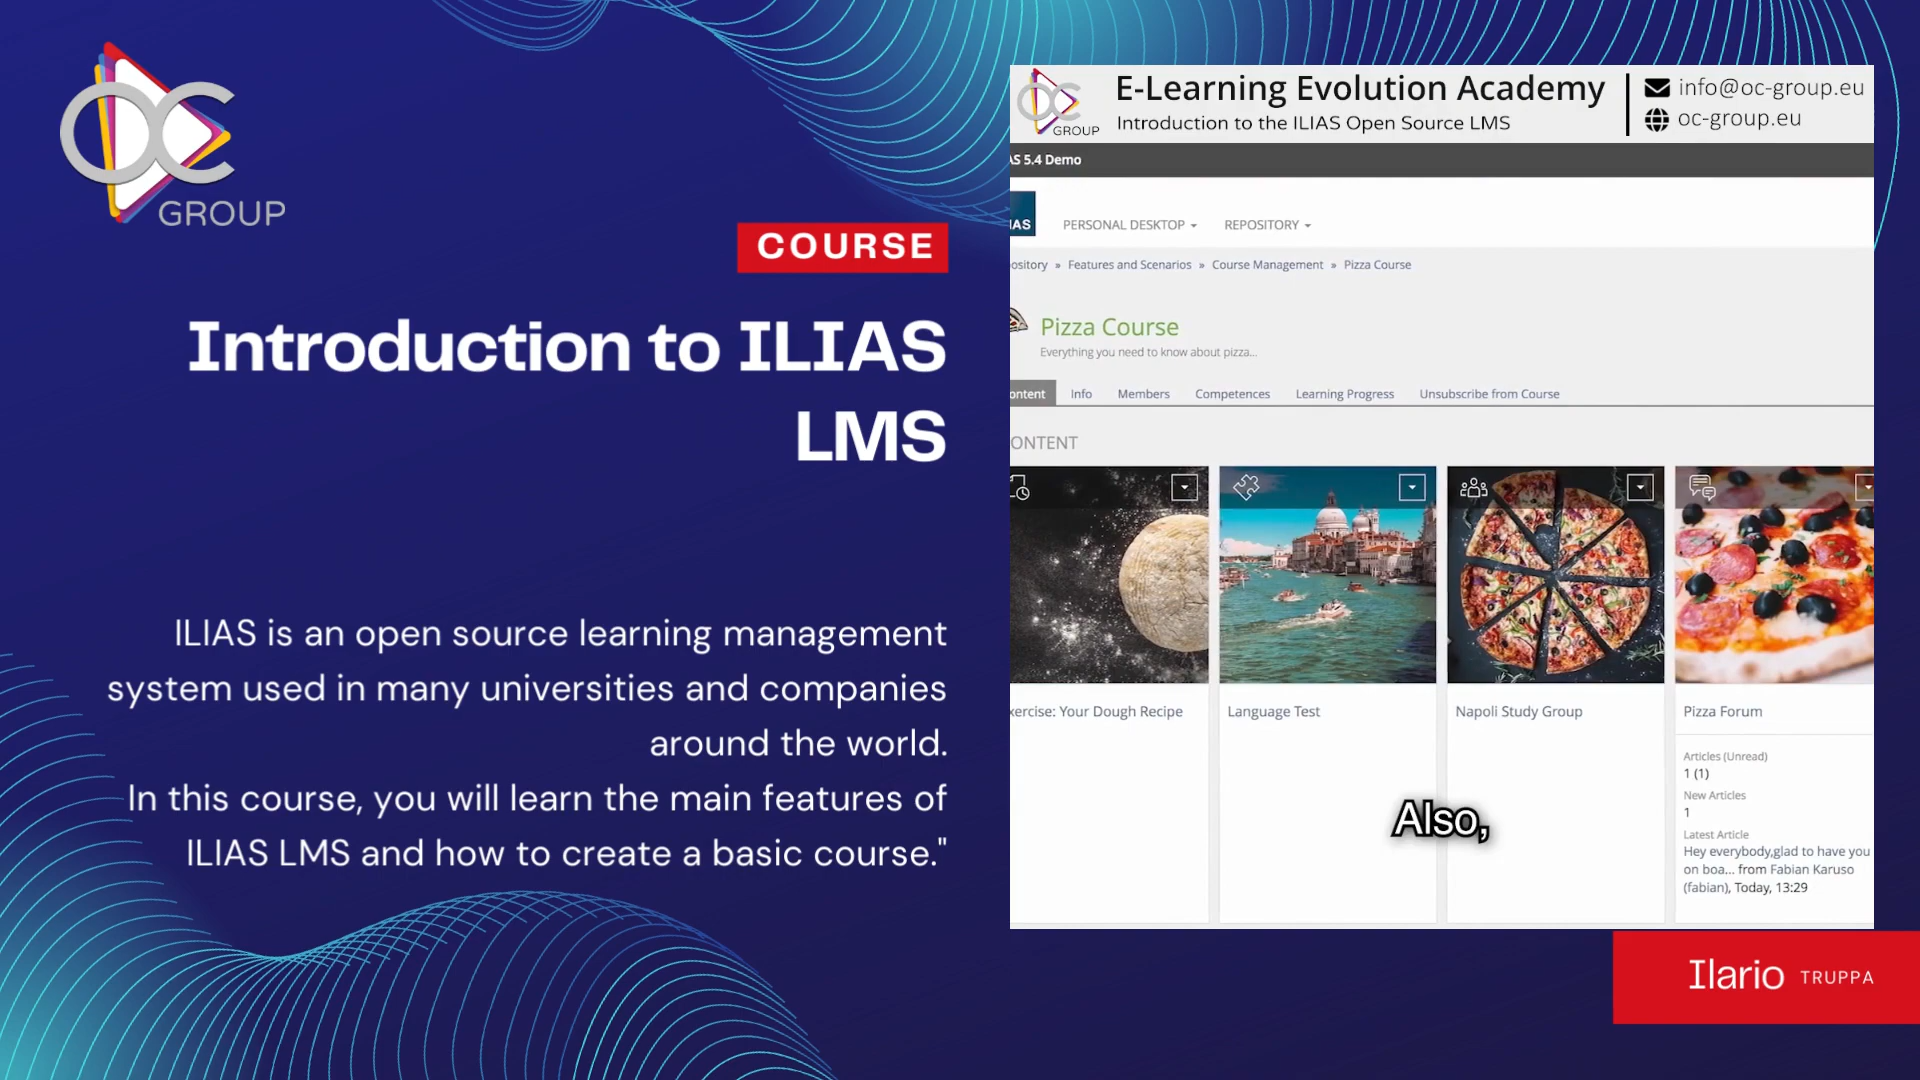 OC
GROUP
COURSE
Introduction to ILIAS
LMS
ILIAS is an open source learning management
system used in many universities and companies
around the world.
In this course, you will learn the main features of
ILIAS LMS and how to create a basic course."
OC
GROUP
E-Learning Evolution Academy
Introduction to the ILIAS Open Source LMS
info@oc-group.eu
oc-group.eu
AS 5.4 Demo
IAS
PERSONAL DESKTOP
REPOSITORY
ository » Features and Scenarios » Course Management » Pizza Course
Pizza Course
Everything you need to know about pizza...
ontent Info Members Competences Learning Progress Unsubscribe from Course
ONTENT
xercise: Your Dough Recipe
Language Test
Napoli Study Group
Pizza Forum
Articles (Unread)
1 (1)
New Articles
1
Latest Article
Hey everybody,glad to have you
on boa... from Fabian Karuso
(fabian), Today, 13:29
Also,
Ilario TRUPPA